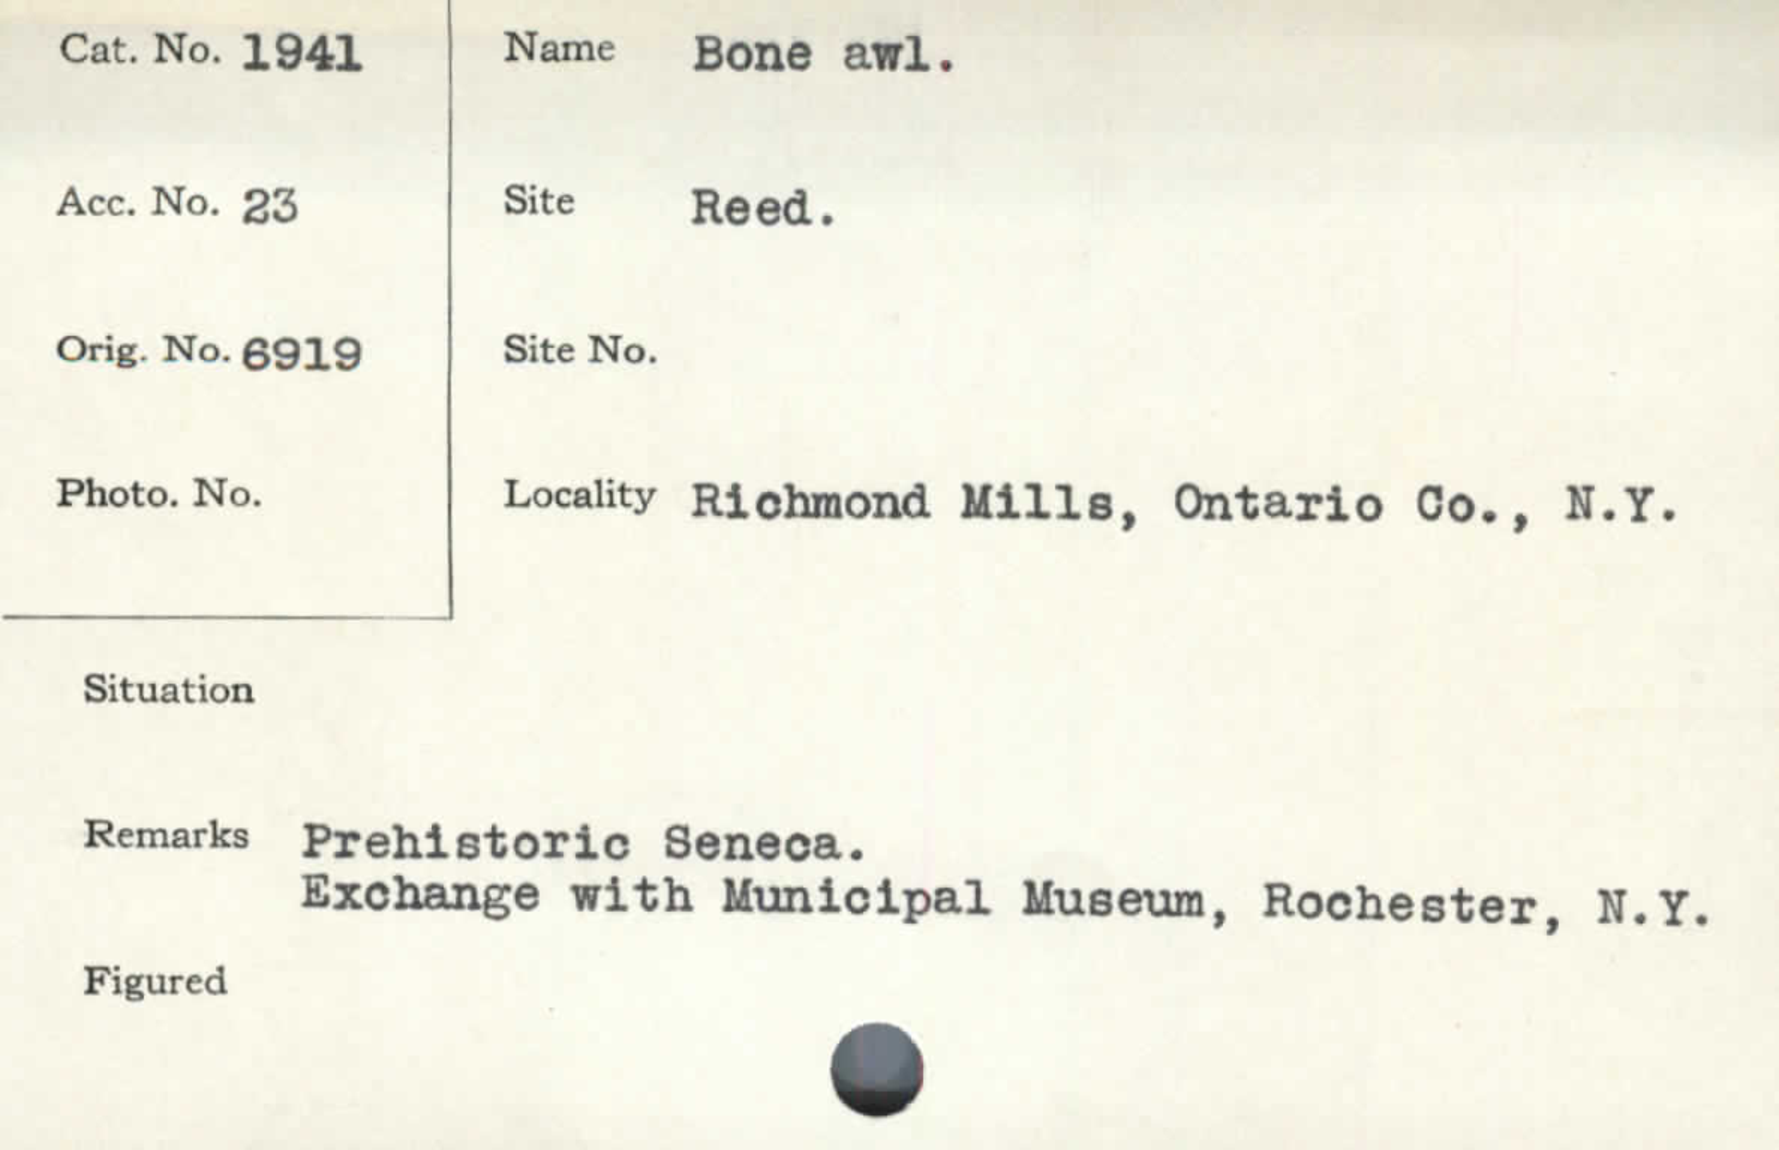 Cat. No. 1941
Name Bone awl.
Acc. No. 23
Site Reed.
Orig. No. 6919
Site No.
Photo. No.
Locality Richmond Mills, Ontario Co., N.Y.
Situation
Remarks Prehistoric Seneca.
Exchange with Municipal Museum, Rochester, N.Y.
Figured